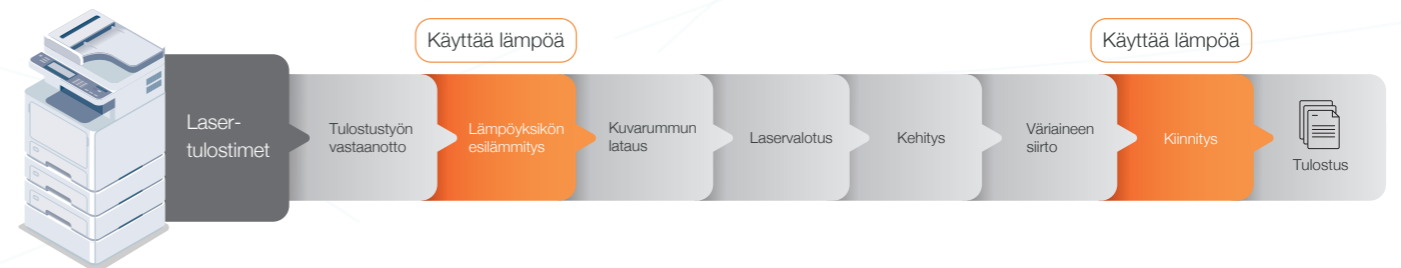 Käyttää lämpöä
Käyttää lämpöä
Laser-
tulostimet
Tulostustyön
vastaanotto
Lämpöyksikön
esilämmitys
Kuvarummun
lataus
Laservalotus
Kehitys
Väriaineen
siirto
Kiinnitys
Tulostus